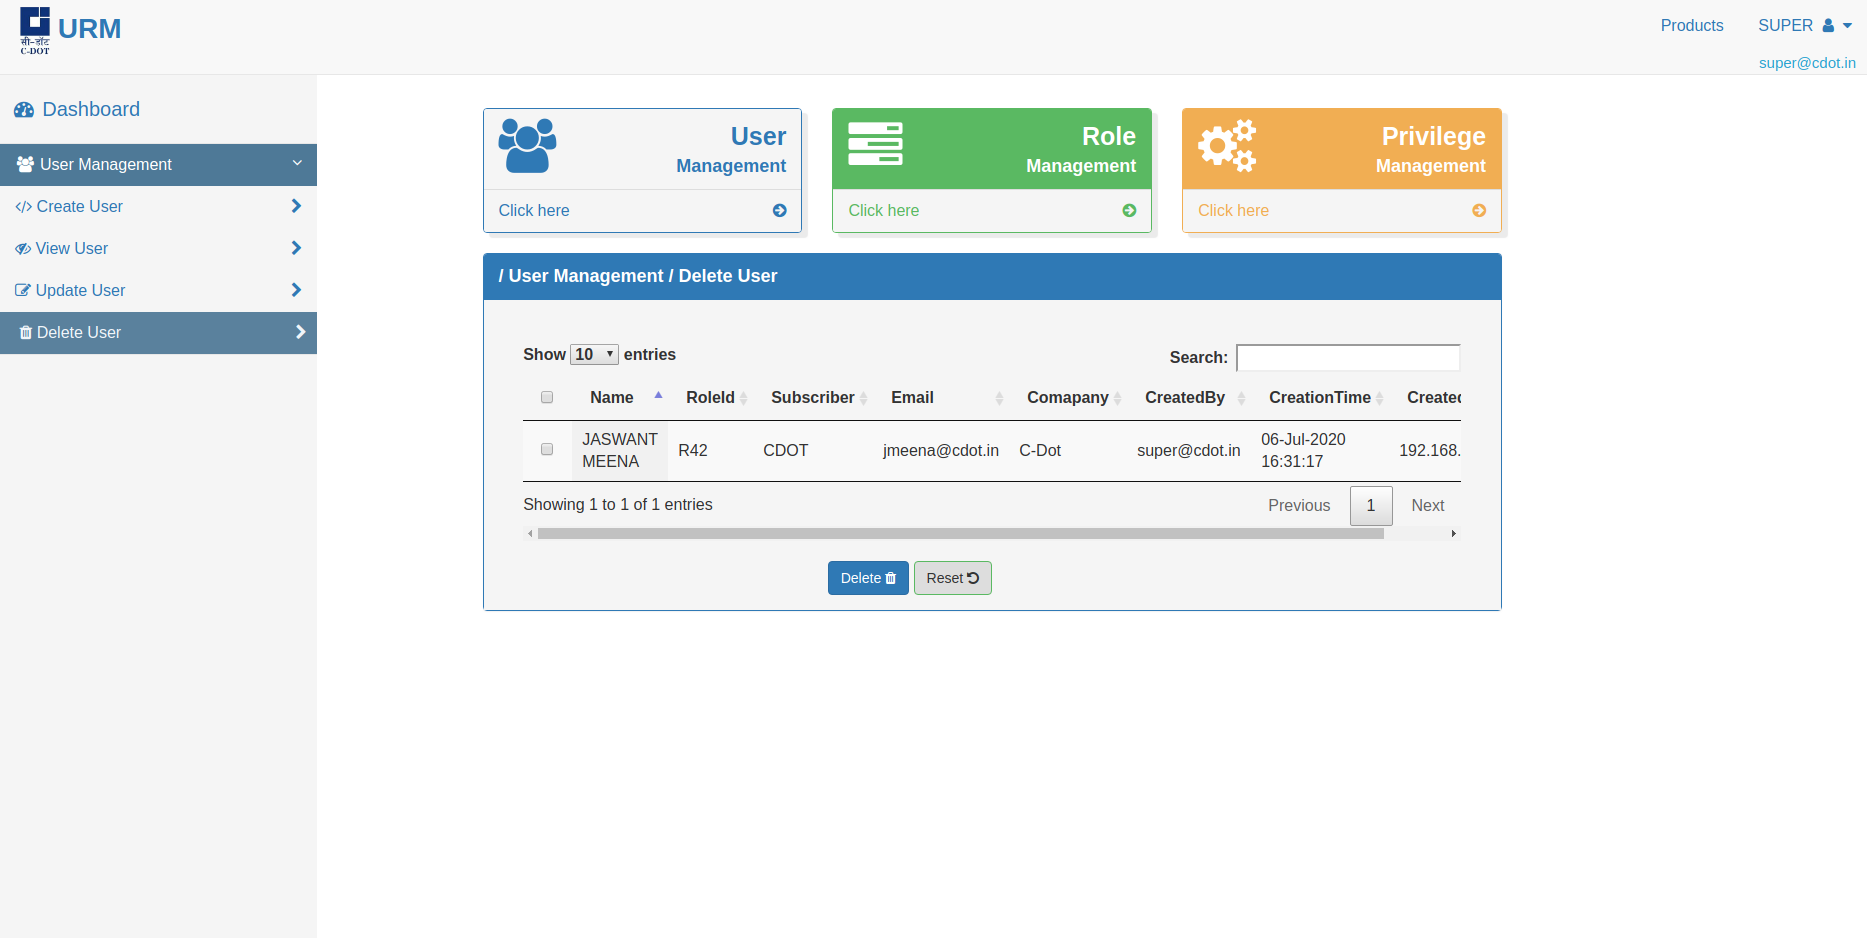 सी-डॉट
C-DOT
URM
Products
SUPER
super@cdot.in
Dashboard
User Management
Create User
View User
Update User
Delete User
User
Management
Click here
Role
Management
Click here
Privilege
Management
Click here
/ User Management / Delete User
Show 10 entries
Search:
Name RoleId Subscriber Email Comapany CreatedBy CreationTime Created
JASWANT MEENA R42 CDOT jmeena@cdot.in C-Dot super@cdot.in 06-Jul-2020 16:31:17 192.168.
Showing 1 to 1 of 1 entries
Previous 1 Next
Delete
Reset